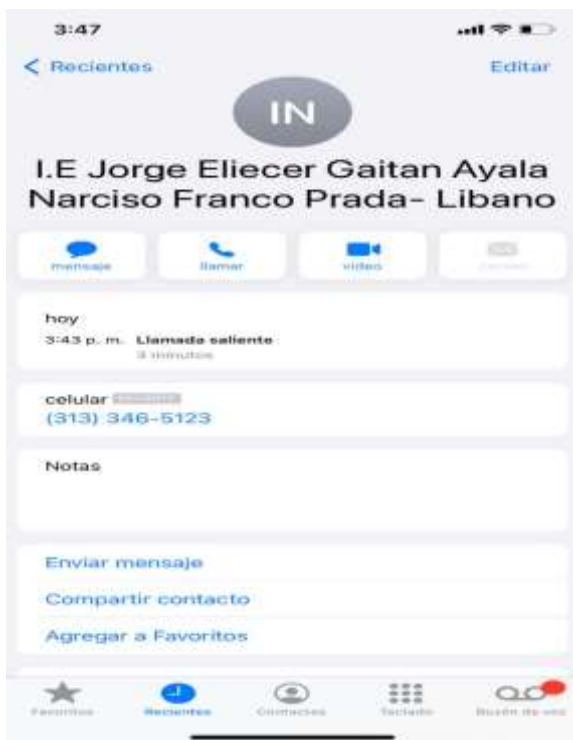 3:47
Recientes
Editar
IN
I.E Jorge Eliecer Gaitan Ayala
Narciso Franco Prada- Libano
mensaje
llamar
video
hoy
3:43 p. m. Llamada saliente
3 minutos
celular
(313) 346-5123
Notas
Enviar mensaje
Compartir contacto
Agregar a Favoritos
Favoritos
Recientes
Contactos
Teclado
Buzón de voz